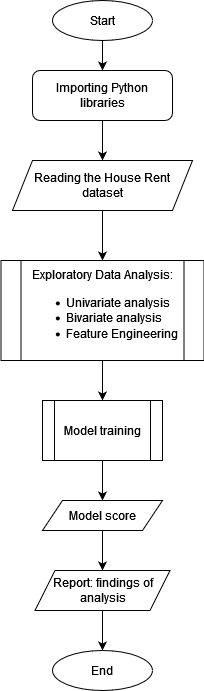 Start
Importing Python
libraries
Reading the House Rent
dataset
Exploratory Data Analysis:
• Univariate analysis
• Bivariate analysis
• Feature Engineering
Model training
Model score
Report: findings of
analysis
End